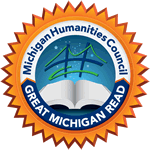 Michigan Humanities Council
GREAT MICHIGAN READ